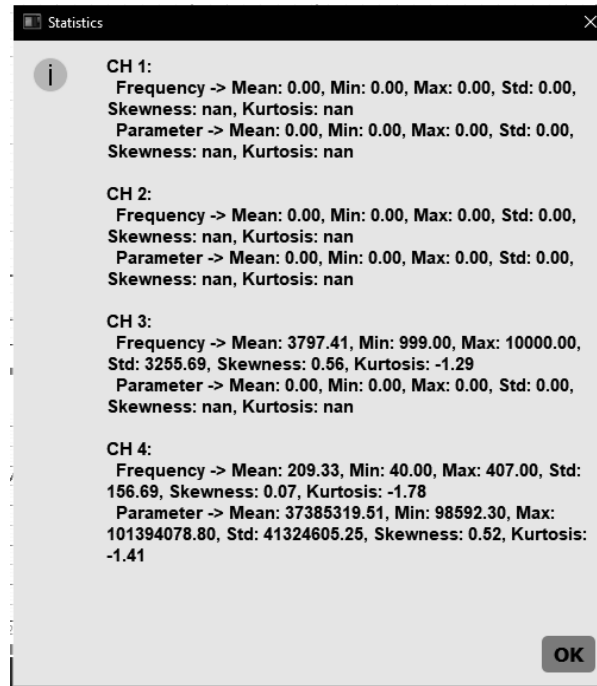 Statistics
CH 1:
Frequency -> Mean: 0.00, Min: 0.00, Max: 0.00, Std: 0.00,
Skewness: nan, Kurtosis: nan
Parameter -> Mean: 0.00, Min: 0.00, Max: 0.00, Std: 0.00,
Skewness: nan, Kurtosis: nan
CH 2:
Frequency -> Mean: 0.00, Min: 0.00, Max: 0.00, Std: 0.00,
Skewness: nan, Kurtosis: nan
Parameter -> Mean: 0.00, Min: 0.00, Max: 0.00, Std: 0.00,
Skewness: nan, Kurtosis: nan
CH 3:
Frequency -> Mean: 3797.41, Min: 999.00, Max: 10000.00,
Std: 3255.69, Skewness: 0.56, Kurtosis: -1.29
Parameter -> Mean: 0.00, Min: 0.00, Max: 0.00, Std: 0.00,
Skewness: nan, Kurtosis: nan
CH 4:
Frequency -> Mean: 209.33, Min: 40.00, Max: 407.00, Std:
156.69, Skewness: 0.07, Kurtosis: -1.78
Parameter -> Mean: 37385319.51, Min: 98592.30, Max:
101394078.80, Std: 41324605.25, Skewness: 0.52, Kurtosis:
-1.41
OK